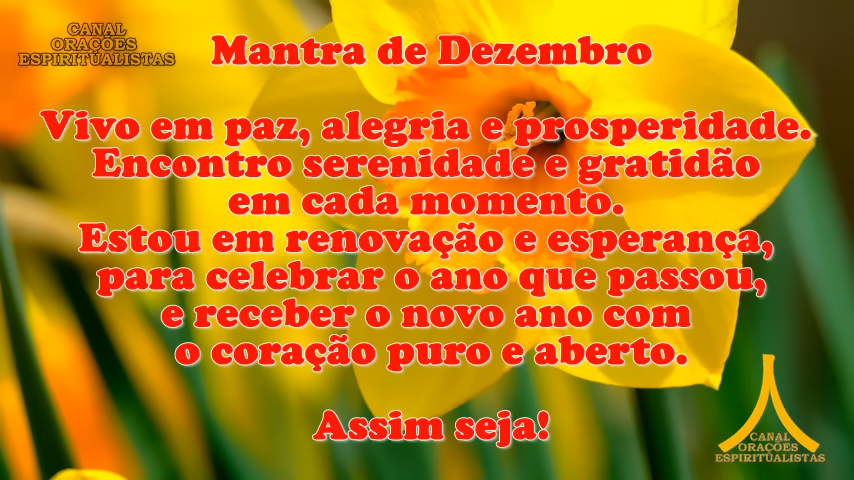 CANAL
ORAÇÕES
ESPIRITUALISTAS
Mantra de Dezembro
Vivo em paz, alegria e prosperidade.
Encontro serenidade e gratidão
em cada momento.
Estou em renovação e esperança,
para celebrar o ano que passou,
e receber o novo ano com
o coração puro e aberto.
Assim seja!
CANAL
ORAÇÕES
ESPIRITUALISTAS